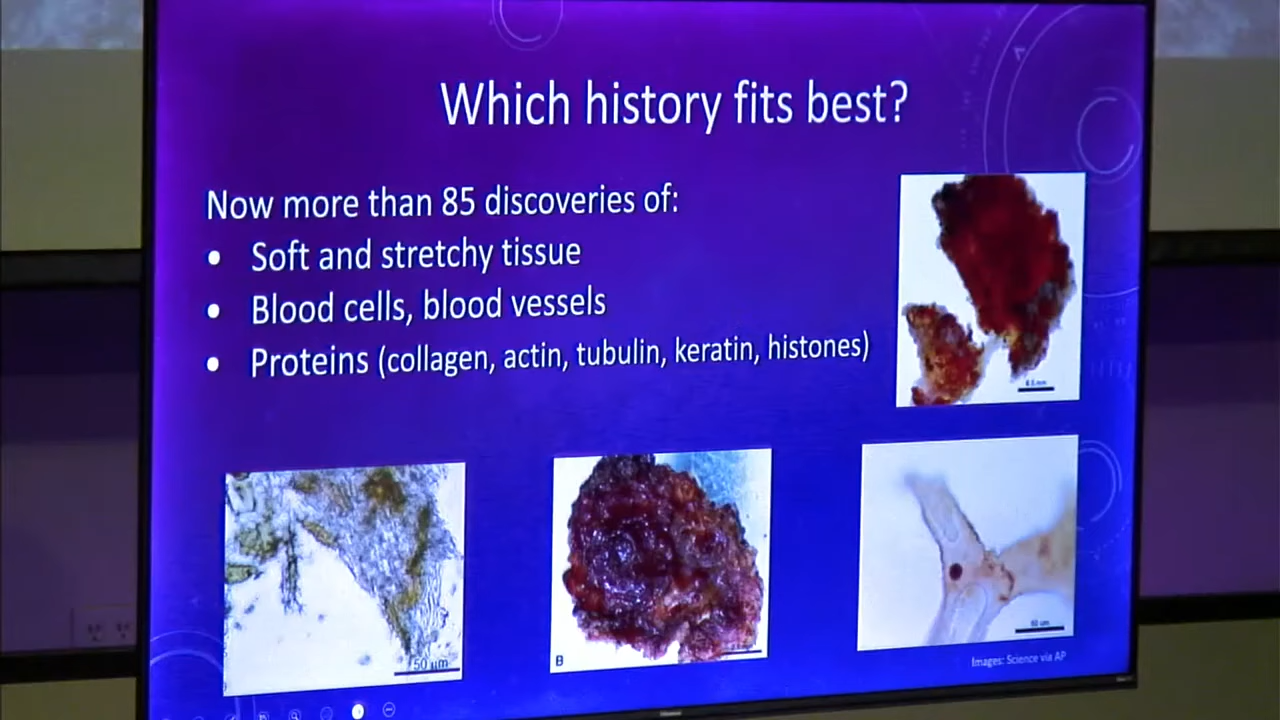 Which history fits best?
Now more than 85 discoveries of:
• Soft and stretchy tissue
• Blood cells, blood vessels
• Proteins (collagen, actin, tubulin, keratin, histones)
50 µm
B
Images: Science via AP